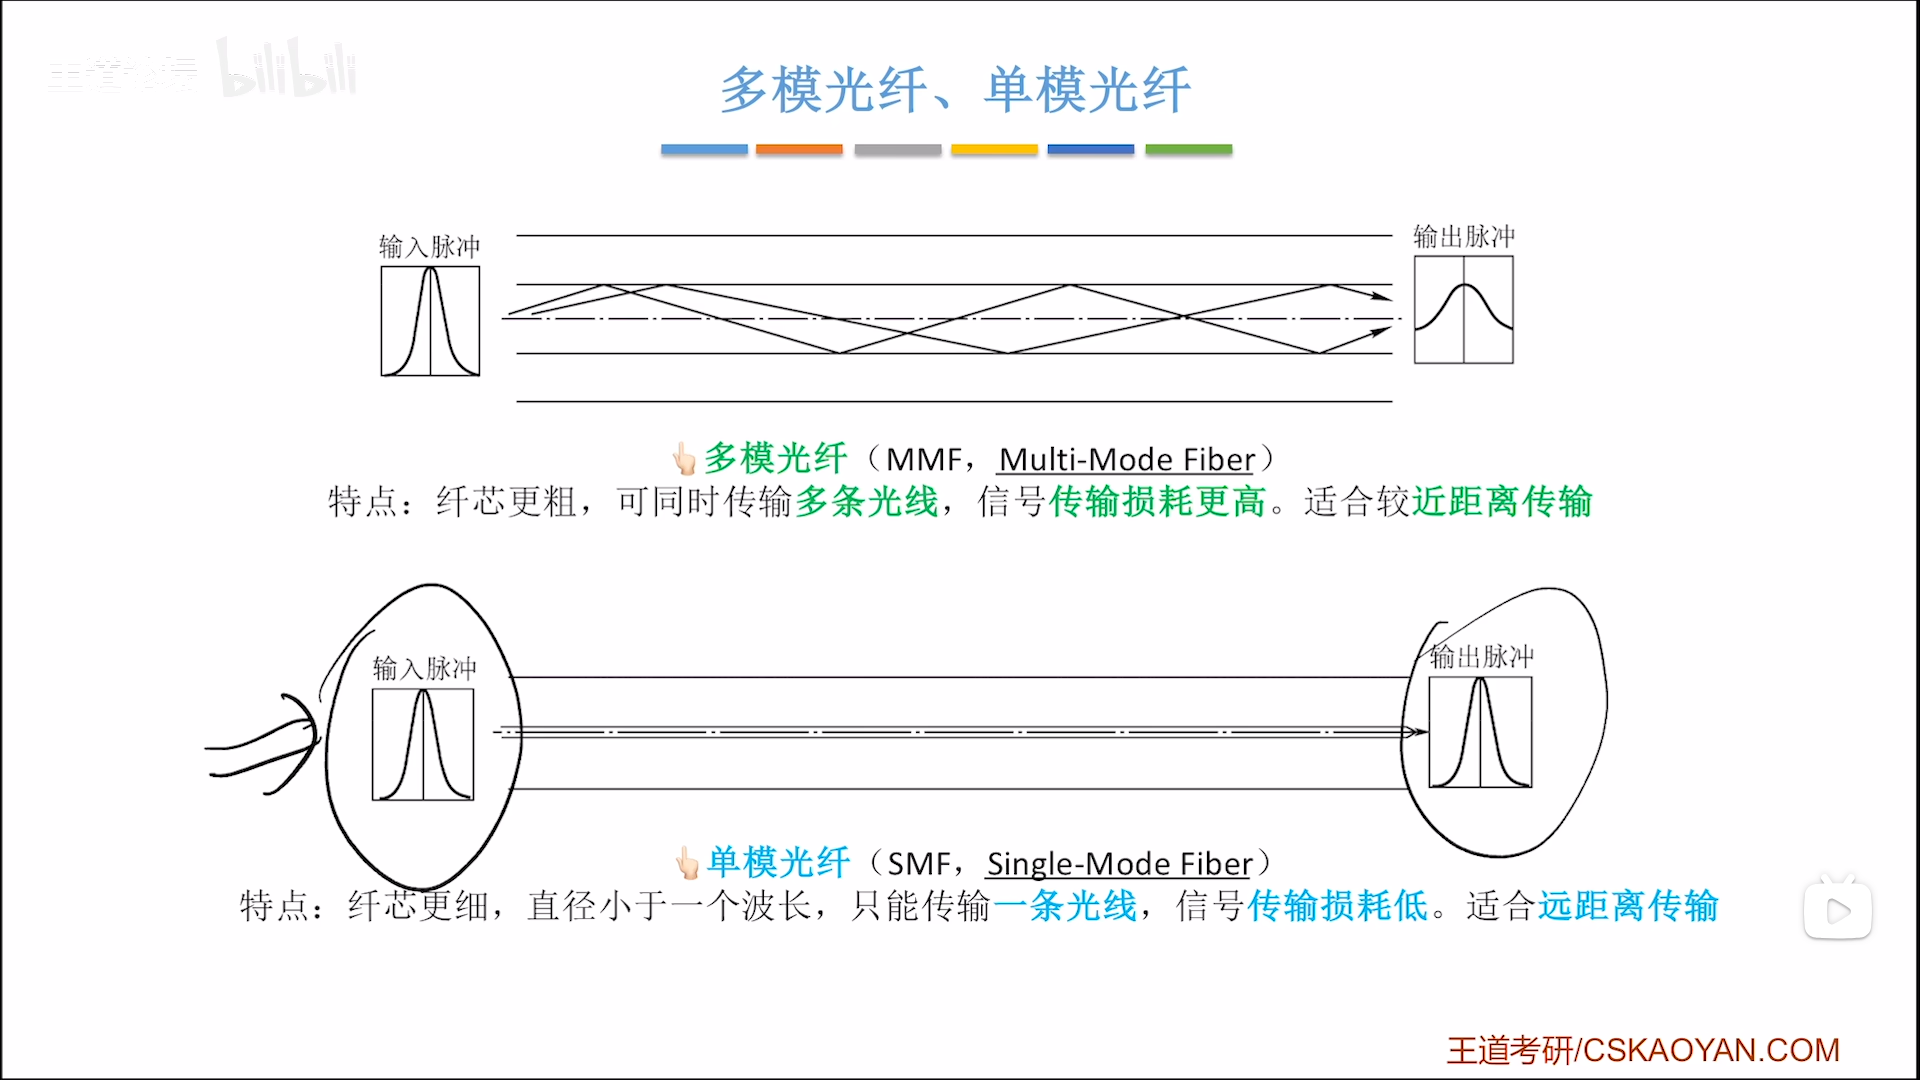 王道论坛 bilibili
多模光纤、单模光纤
输入脉冲
输出脉冲
👆🏻多模光纤（MMF，Multi-Mode Fiber）
特点：纤芯更粗，可同时传输多条光线，信号传输损耗更高。适合较近距离传输
输入脉冲
输出脉冲
👆🏻单模光纤（SMF，Single-Mode Fiber）
特点：纤芯更细，直径小于一个波长，只能传输一条光线，信号传输损耗低。适合远距离传输
王道考研/CSKAOYAN.COM